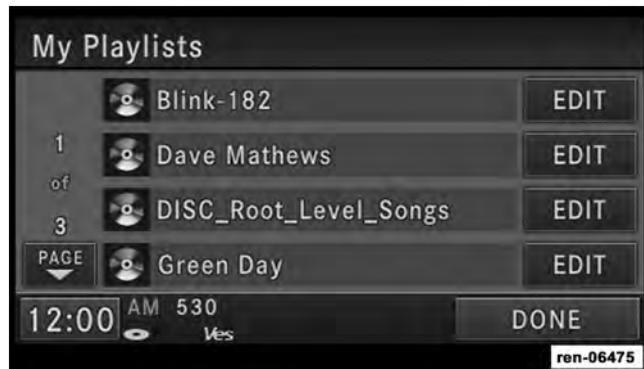 My Playlists
Blink-182 EDIT
1
Dave Mathews EDIT
of
DISC_Root_Level_Songs EDIT
3
PAGE
Green Day EDIT
12:00 AM 530 DONE
Ves
ren-06475